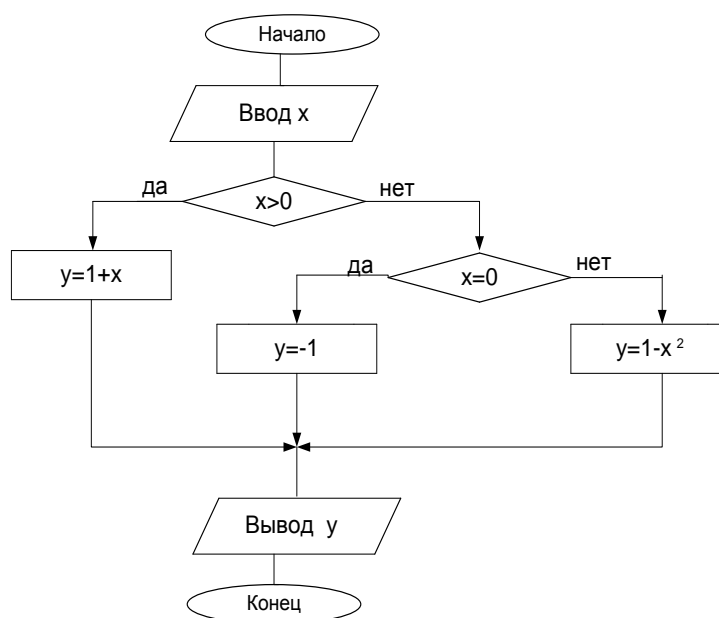 Начало
Ввод x
да
x>0
нет
y=1+x
да
x=0
нет
y=-1
y=1-x ²
Вывод y
Конец